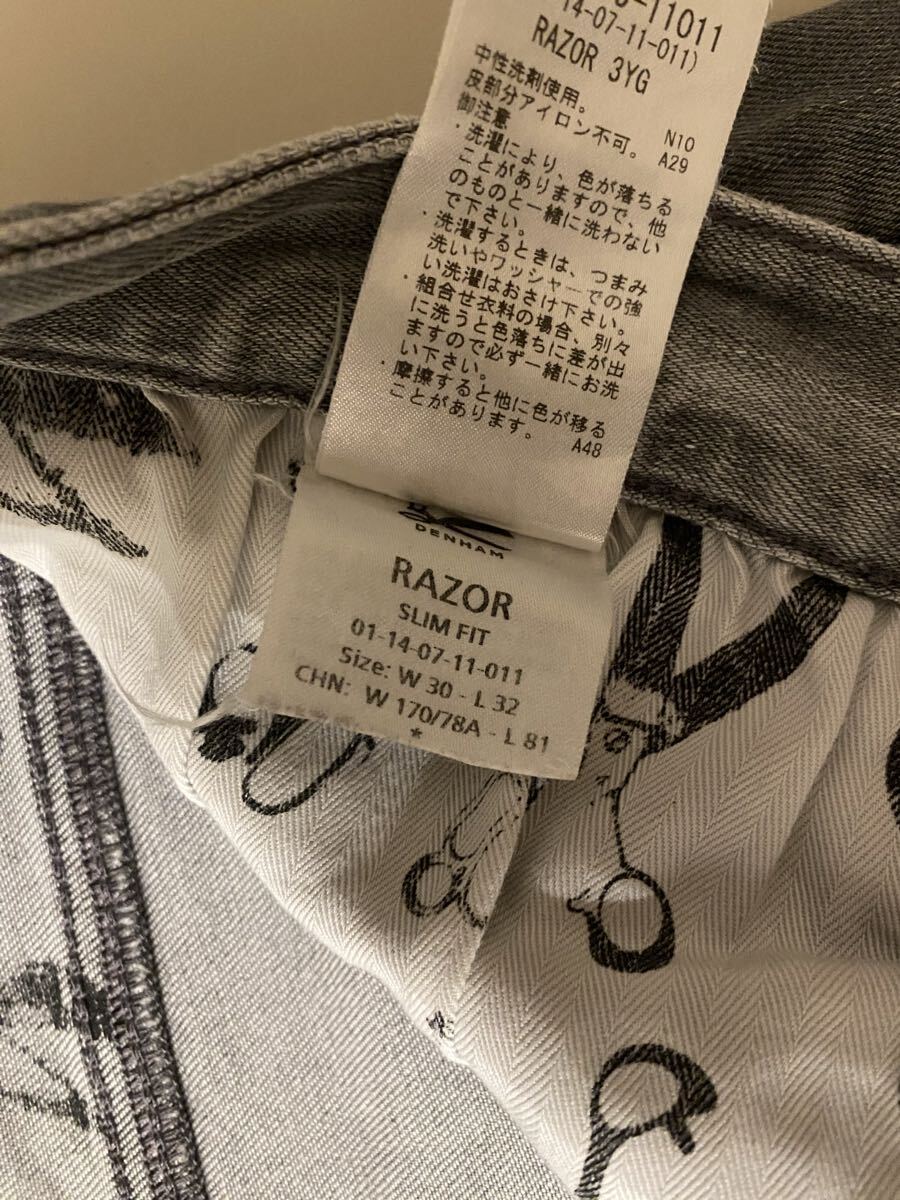 -11011
14-07-11-011)
RAZOR 3YG
中性洗剤使用。
皮部分アイロン不可。
N10
A29
御注意
・洗濯により、色が落ちる
ことがありますので、他
のものと一緒に洗わない
で下さい。
・洗濯するときは、つまみ
洗いやワッシャーでの強
い洗濯はおさけ下さい。
・組合せ衣料の場合、別々
に洗うと色落ちに差が出
ますので必ず一緒にお洗
い下さい。
・摩擦すると他に色が移る
ことがあります。
A48
DENHAM
RAZOR
SLIM FIT
01-14-07-11-011
Size: W 30 - L 32
CHN: W 170/78A - L 81
*